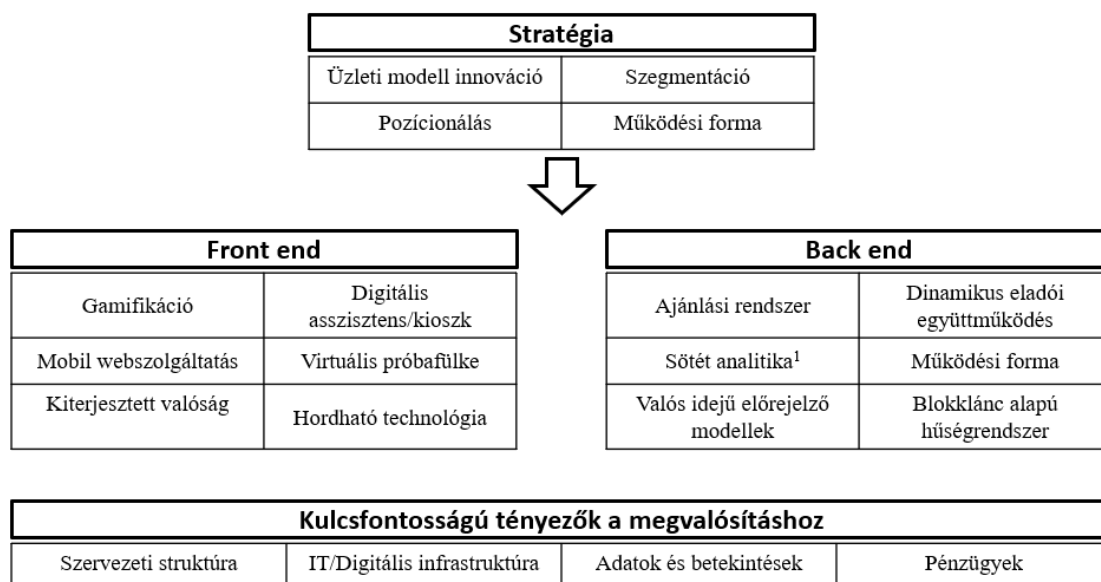 Stratégia
Üzleti modell innováció
Szegmentáció
Pozícionálás
Működési forma
Front end
Gamifikáció
Digitális
asszisztens/kioszk
Mobil webszolgáltatás
Virtuális próbafülke
Kiterjesztett valóság
Hordható technológia
Back end
Ajánlási rendszer
Dinamikus eladói
együttműködés
Sötét analitika¹
Működési forma
Valós idejű előrejelző
modellek
Blokklánc alapú
hűségrendszer
Kulcsfontosságú tényezők a megvalósításhoz
Szervezeti struktúra
IT/Digitális infrastruktúra
Adatok és betekintések
Pénzügyek